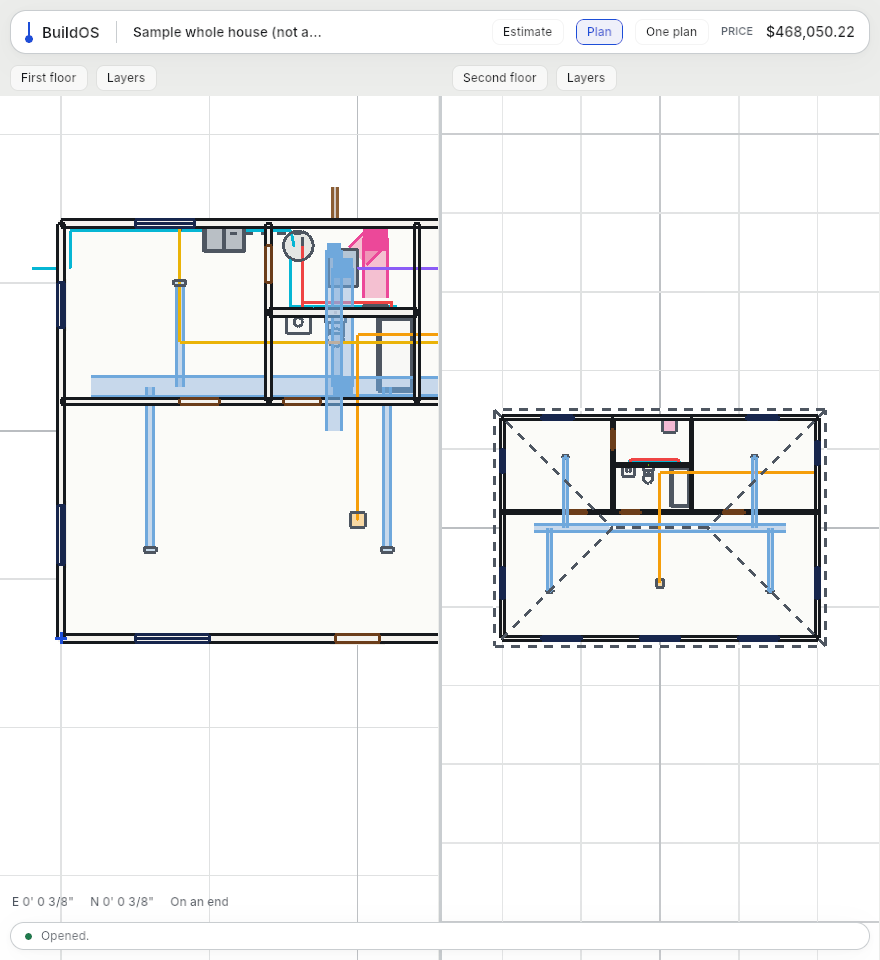 BuildOS
Sample whole house (not a...
Estimate
Plan
One plan
PRICE
$468,050.22
First floor
Layers
Second floor
Layers
E 0' 0 3/8"
N 0' 0 3/8"
On an end
Opened.